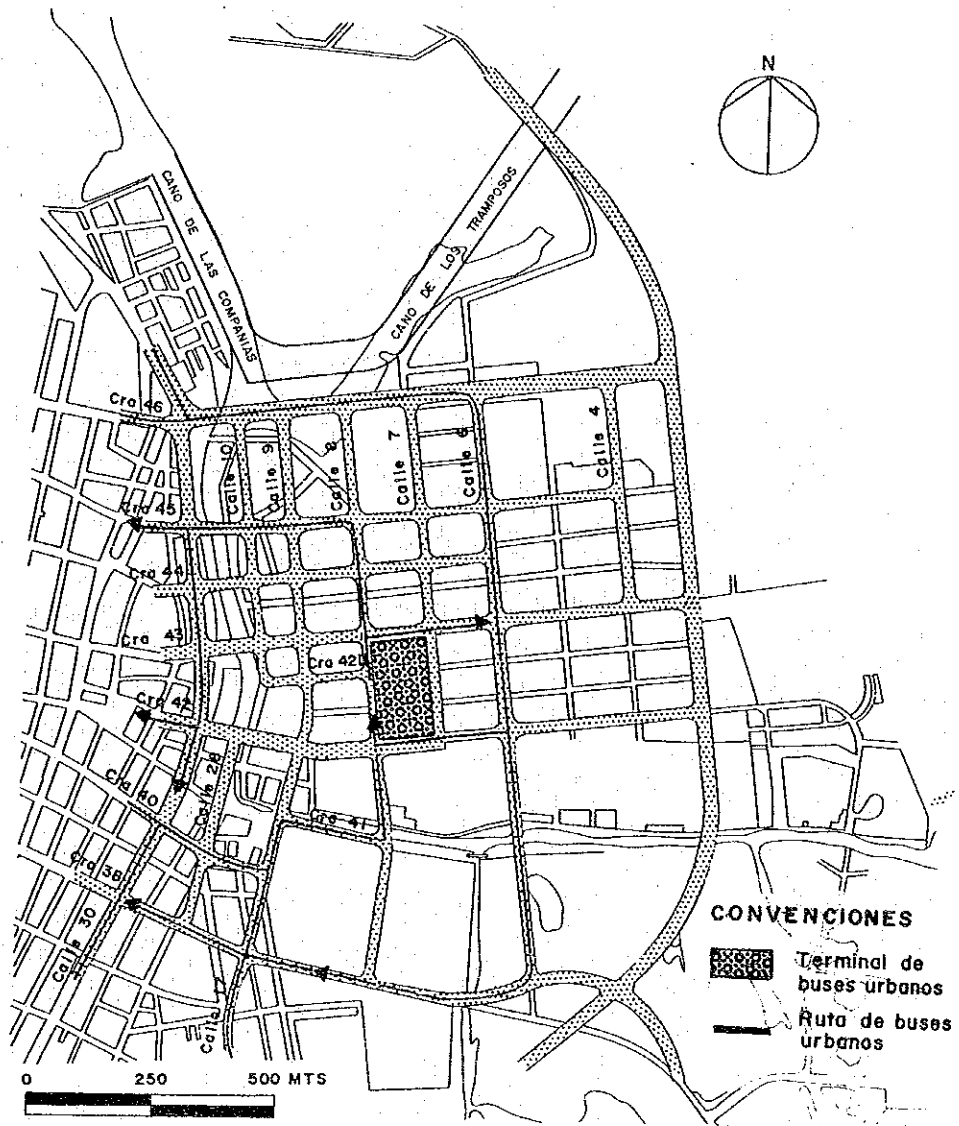 N
CANO DE LAS COMPANIAS
CANO DE LOS TRAMPOSOS
Cra 46
Calle 10
Calle 9
Calle 8
Calle 7
Calle 6
Calle 4
Cra 45
Cra 44
Cra 43
Cra 42D
Cra 42
Cra 40
Calle 28
Cra 41
Cra 38
Calle 30
Calle 17
CONVENCIONES
Terminal de
buses urbanos
Ruta de buses
urbanos
0 250 500 MTS